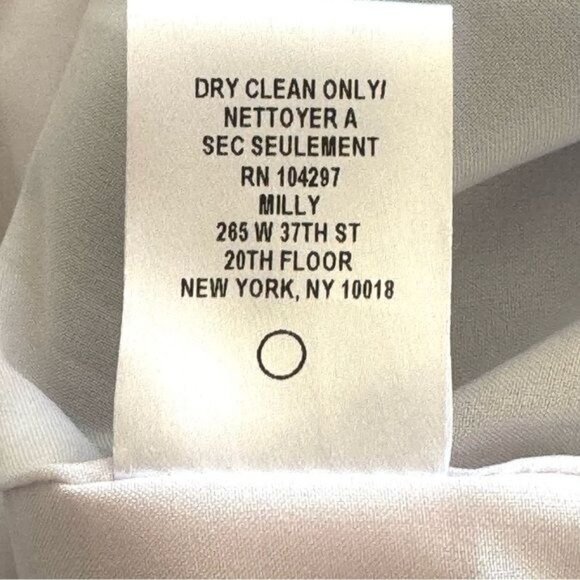 DRY CLEAN ONLY/
NETTOYER A
SEC SEULEMENT
RN 104297
MILLY
265 W 37TH ST
20TH FLOOR
NEW YORK, NY 10018